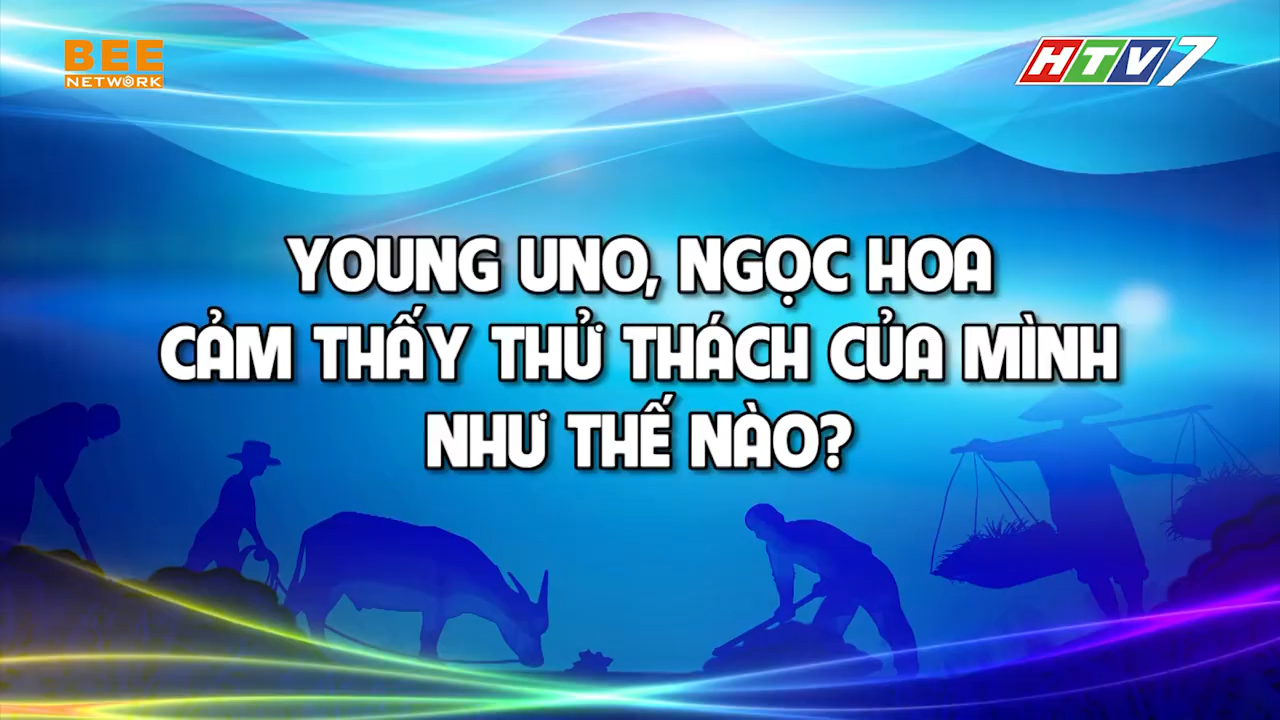 BEE
NETWORK
HTV7
YOUNG UNO, NGỌC HOA
CẢM THẤY THỬ THÁCH CỦA MÌNH
NHƯ THẾ NÀO?